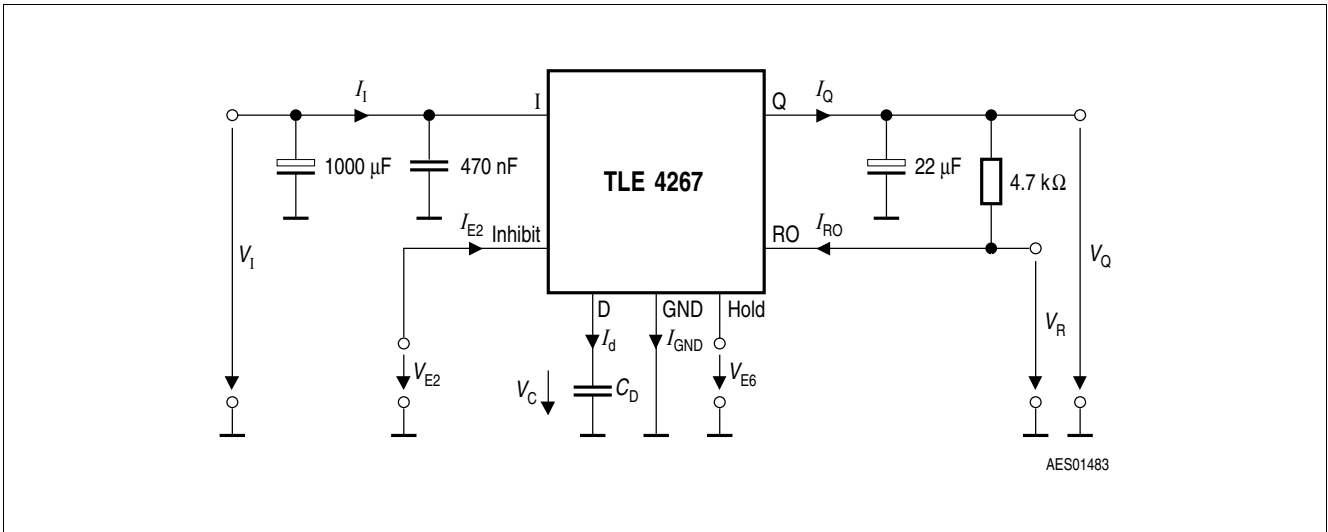 I_I
I
Q
I_Q
1000 µF
470 nF
TLE 4267
22 µF
4.7 kΩ
I_E2
Inhibit
RO
I_RO
V_I
V_Q
D
GND
Hold
V_R
I_d
I_GND
V_E2
V_C
C_D
V_E6
AES01483